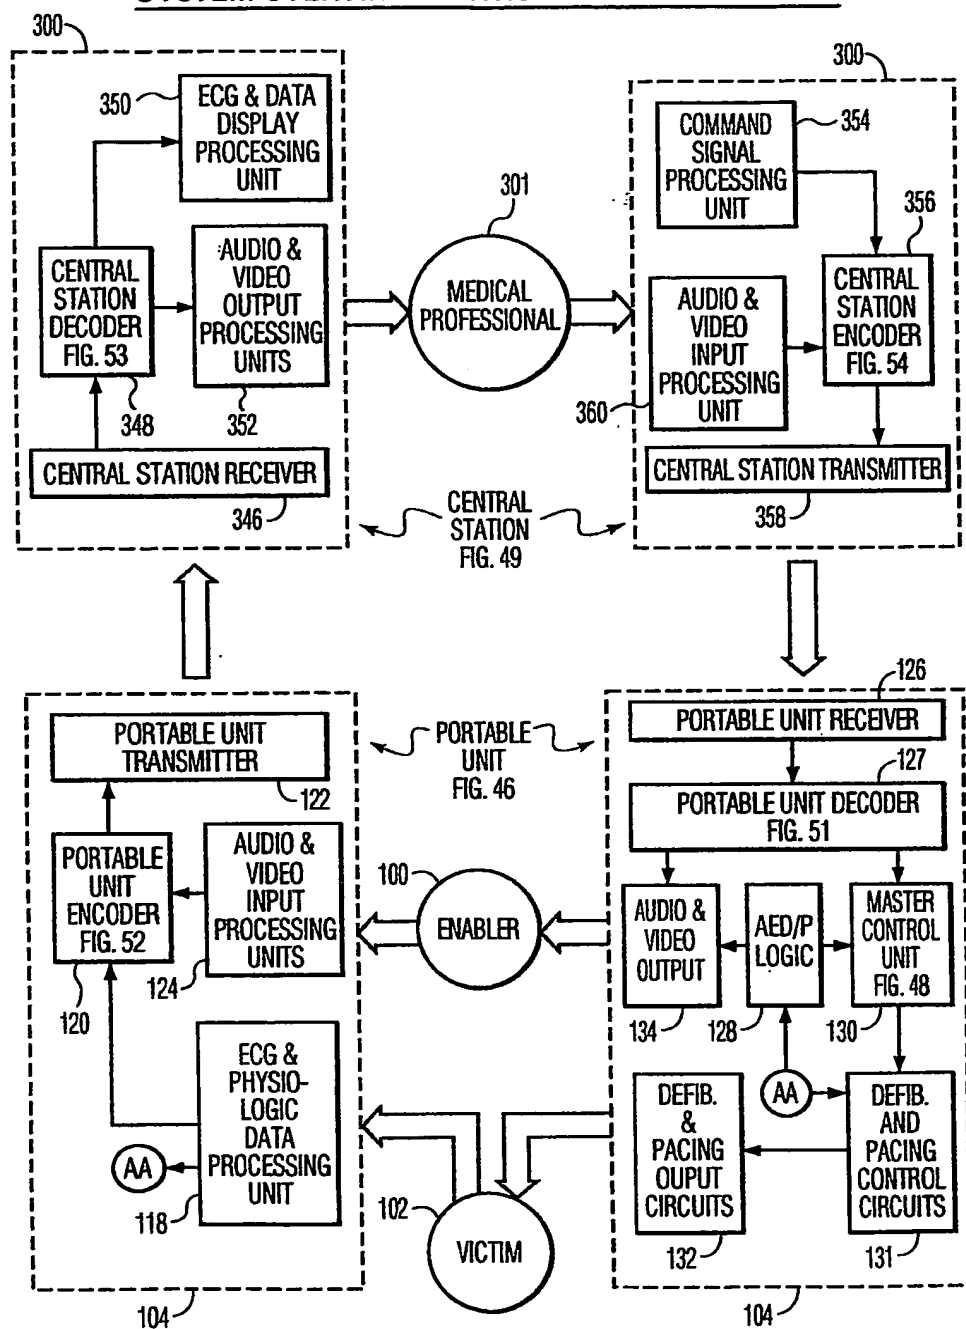 300
350
ECG & DATA
DISPLAY
PROCESSING
UNIT
CENTRAL
STATION
DECODER
FIG. 53
348
AUDIO &
VIDEO
OUTPUT
PROCESSING
UNITS
352
CENTRAL STATION RECEIVER
346
301
MEDICAL
PROFESSIONAL
300
COMMAND
SIGNAL
PROCESSING
UNIT
354
356
CENTRAL
STATION
ENCODER
FIG. 54
AUDIO &
VIDEO
INPUT
PROCESSING
UNIT
360
CENTRAL STATION TRANSMITTER
358
CENTRAL
STATION
FIG. 49
PORTABLE UNIT
TRANSMITTER
122
PORTABLE
UNIT
ENCODER
FIG. 52
120
AUDIO &
VIDEO
INPUT
PROCESSING
UNITS
124
ECG &
PHYSIO-
LOGIC
DATA
PROCESSING
UNIT
AA
118
104
PORTABLE
UNIT
FIG. 46
100
ENABLER
102
VICTIM
126
PORTABLE UNIT RECEIVER
127
PORTABLE UNIT DECODER
FIG. 51
AUDIO &
VIDEO
OUTPUT
134
AED/P
LOGIC
128
MASTER
CONTROL
UNIT
FIG. 48
130
AA
DEFIB.
&
PACING
OUPUT
CIRCUITS
132
DEFIB.
AND
PACING
CONTROL
CIRCUITS
131
104